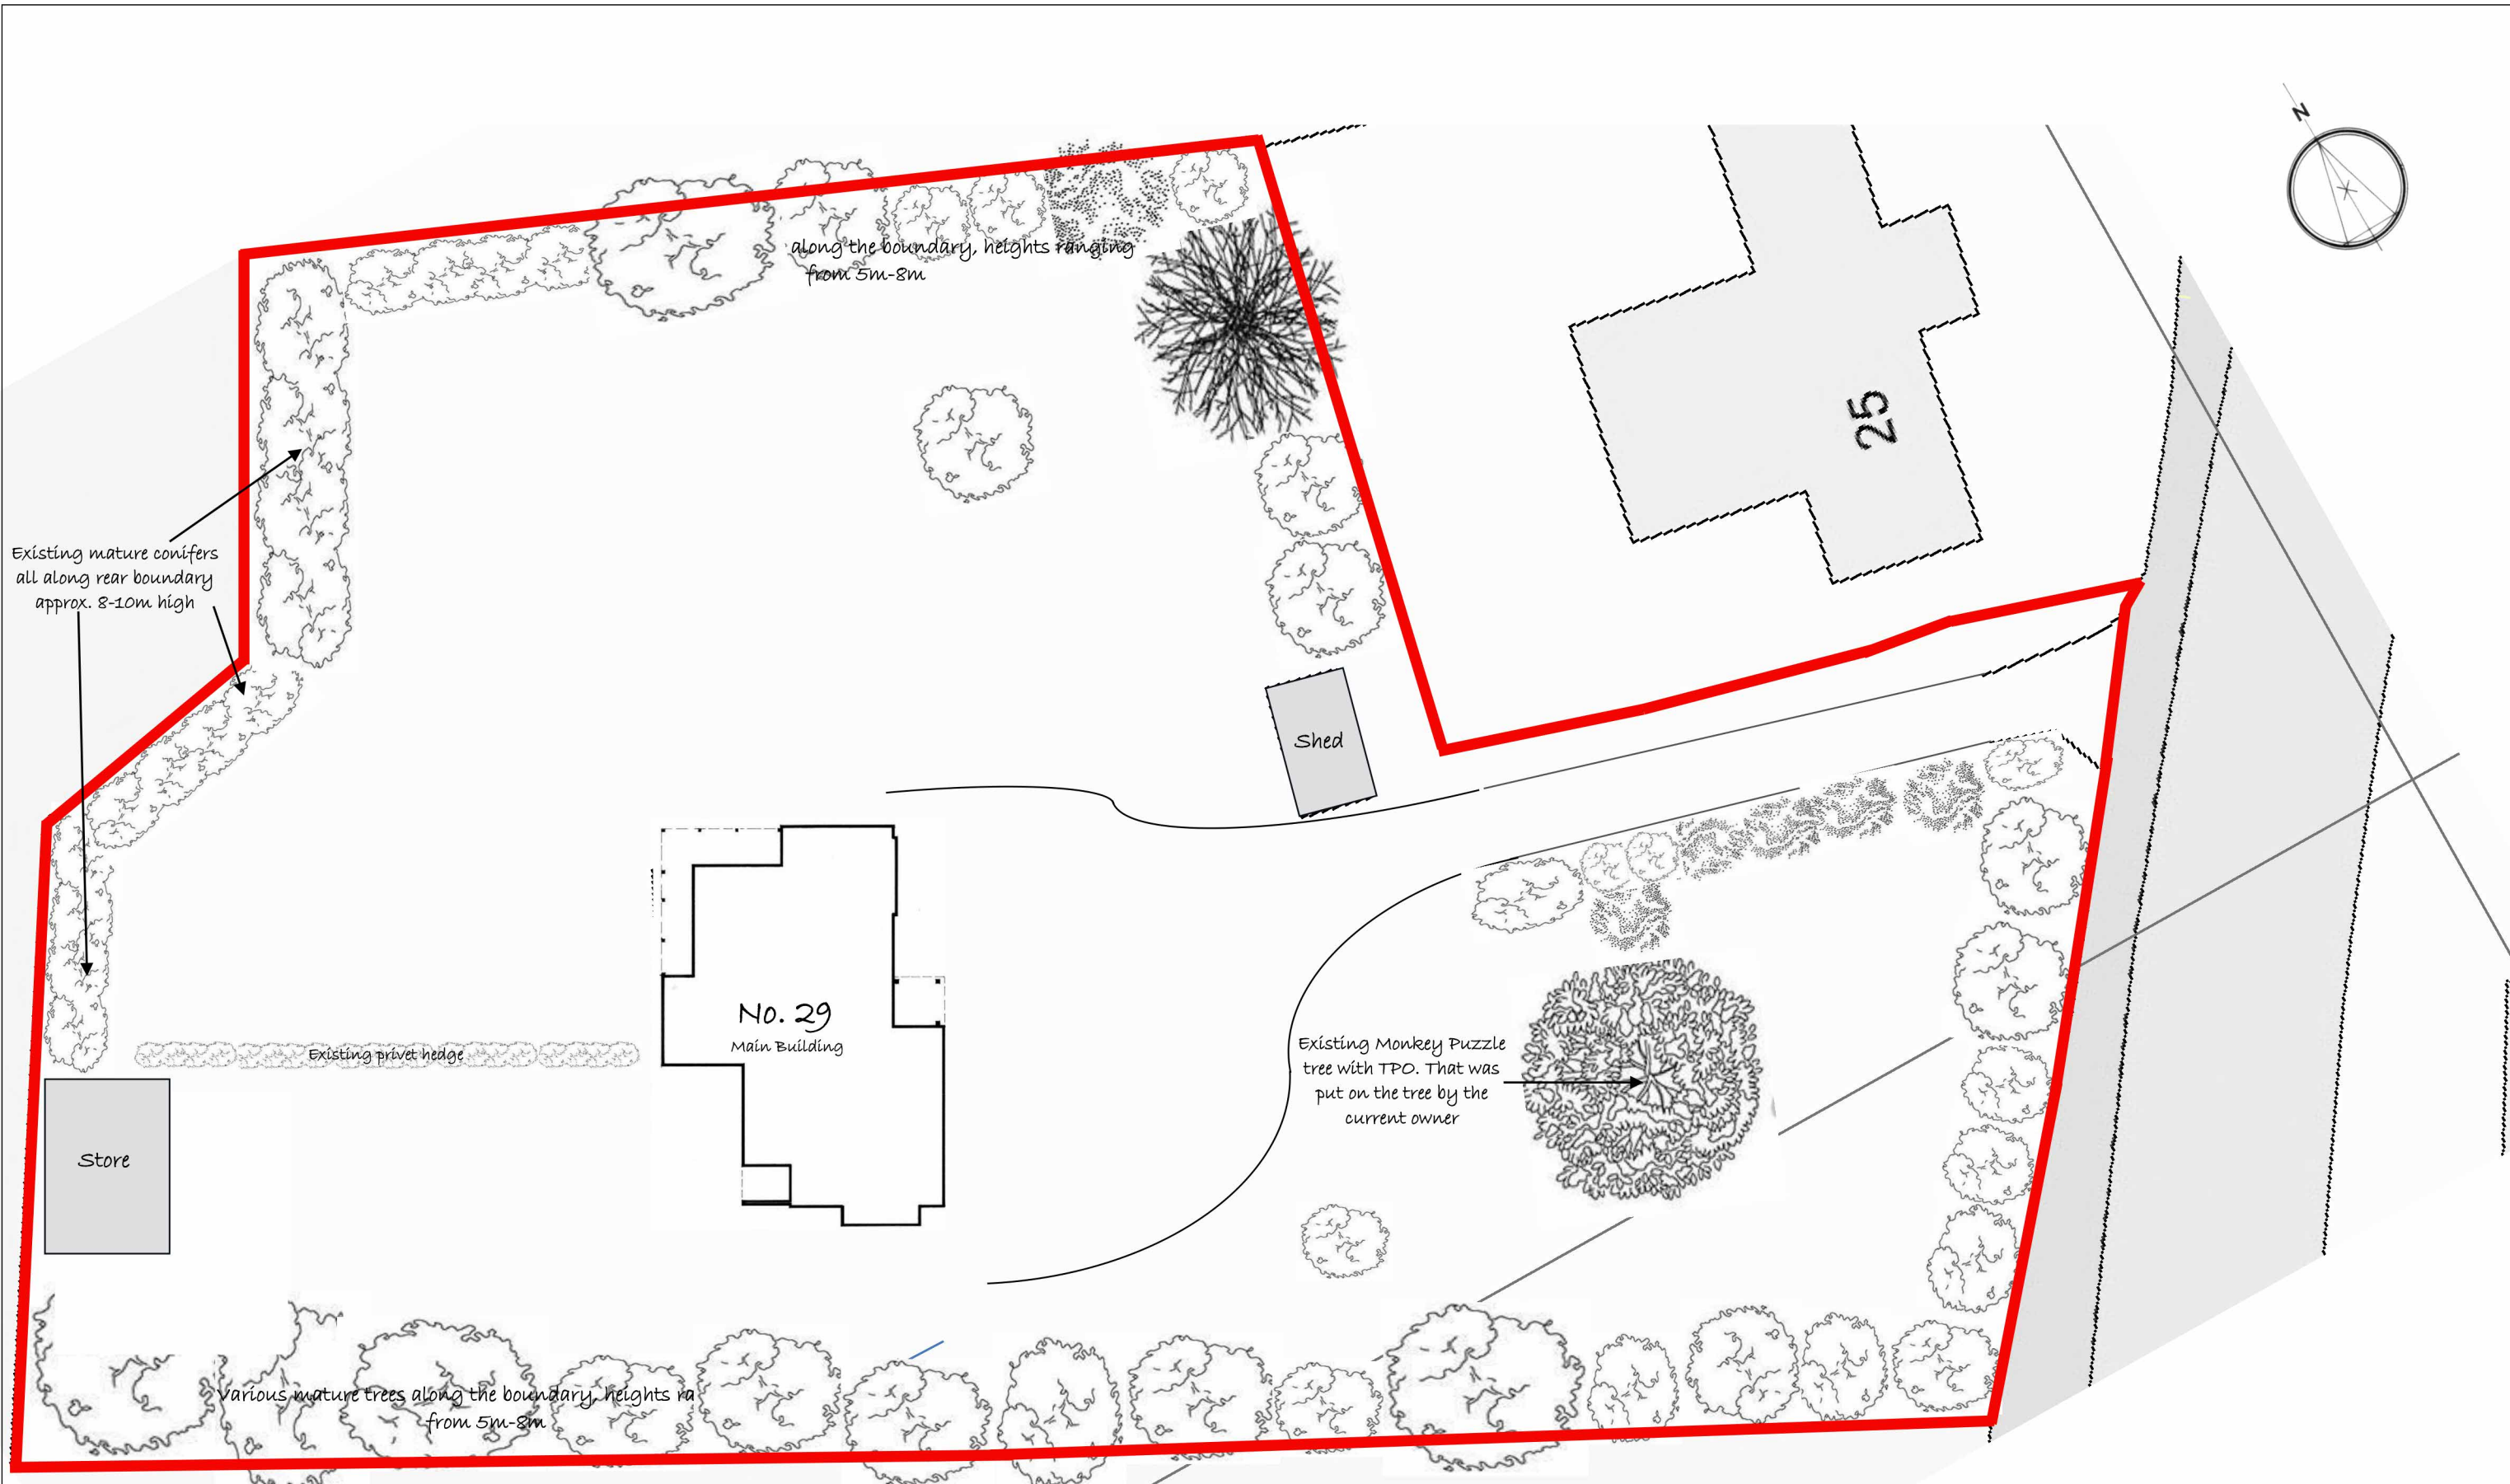 N
along the boundary, heights ranging
from 5m-8m
25
Existing mature conifers
all along rear boundary
approx. 8-10m high
Shed
No. 29
Main Building
Existing privet hedge
Existing Monkey Puzzle
tree with TPO. That was
put on the tree by the
current owner
Store
Various mature trees along the boundary, heights ra
from 5m-8m